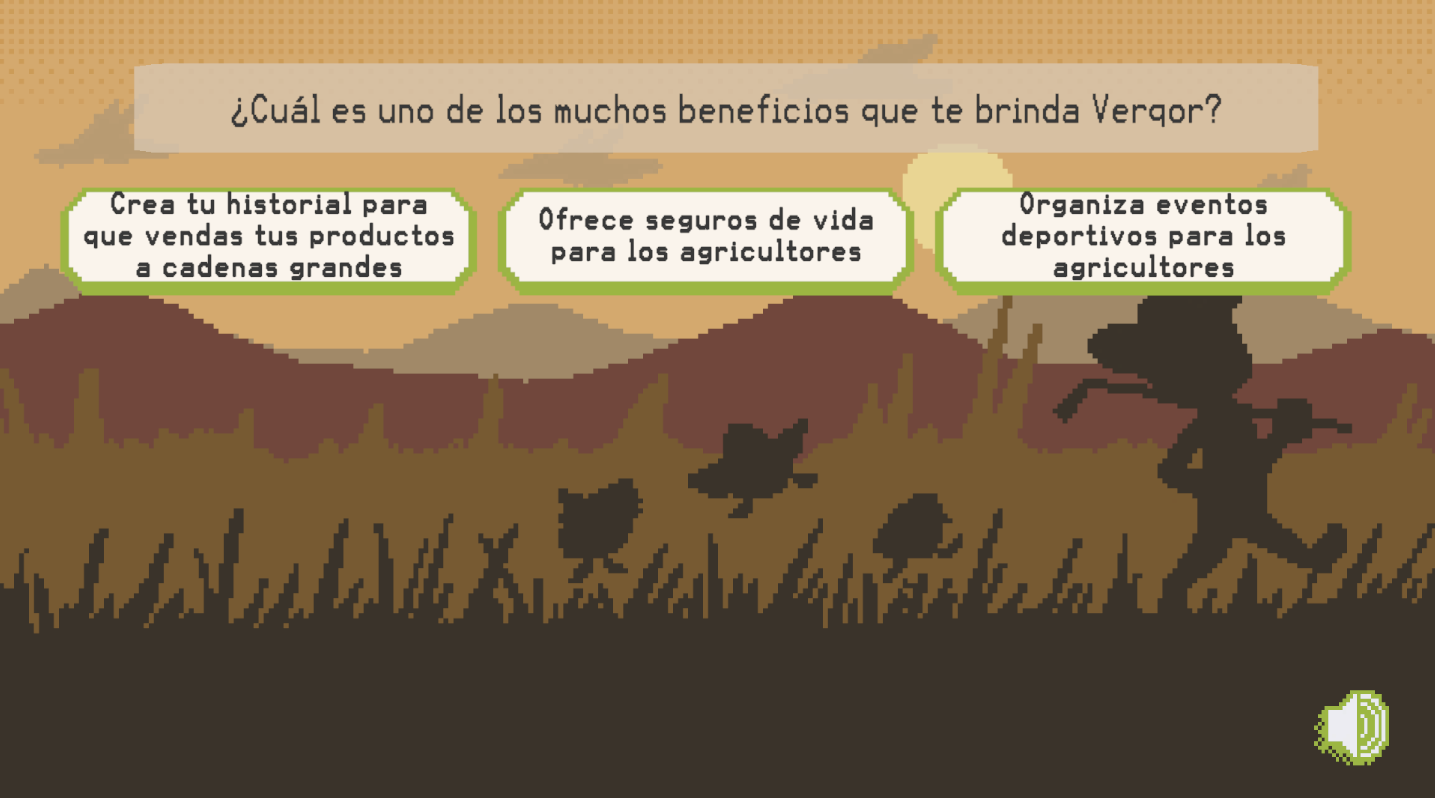 ¿Cuál es uno de los muchos beneficios que te brinda Verqor?
Crea tu historial para
que vendas tus productos
a cadenas grandes
Ofrece seguros de vida
para los agricultores
Organiza eventos
deportivos para los
agricultores